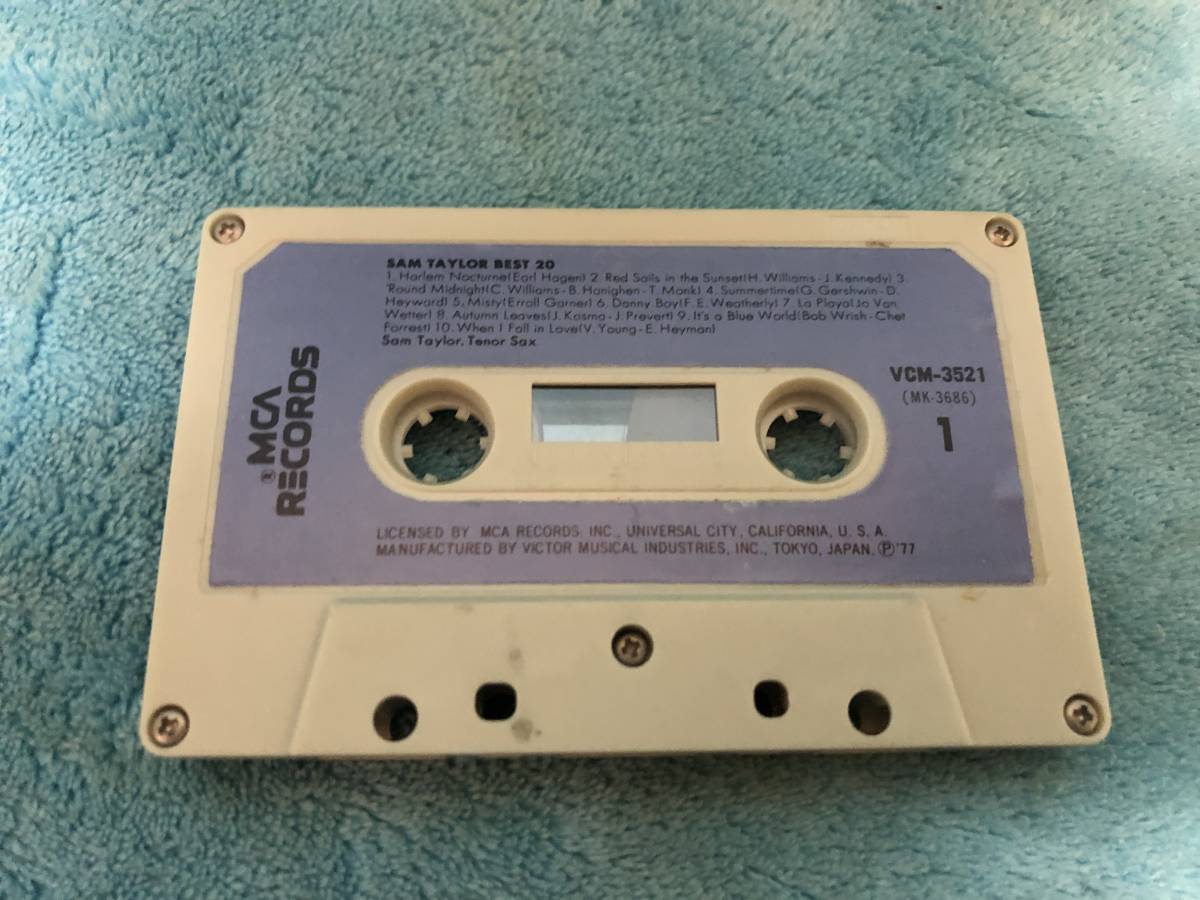 SAM TAYLOR BEST 20
1. Harlem Nocturne(Earl Hagen) 2. Red Sails in the Sunset(H. Williams-J. Kennedy) 3.
'Round Midnight(C. Williams-B. Hanighen-T. Monk) 4. Summertime(G. Gershwin-D.
Heyward) 5. Misty(Erroll Garner) 6. Danny Boy(F. E. Weatherly) 7. La Playa(Jo Van
Wetter) 8. Autumn Leaves(J. Kosma-J. Prevert) 9. It's a Blue World(Bob Wrish-Chet
Forrest) 10. When I Fall in Love(V. Young-E. Heyman)
Sam Taylor, Tenor Sax
® MCA
RECORDS
VCM-3521
(MK-3686)
1
LICENSED BY MCA RECORDS, INC., UNIVERSAL CITY, CALIFORNIA, U. S. A.
MANUFACTURED BY VICTOR MUSICAL INDUSTRIES, INC., TOKYO, JAPAN. Ⓟ'77